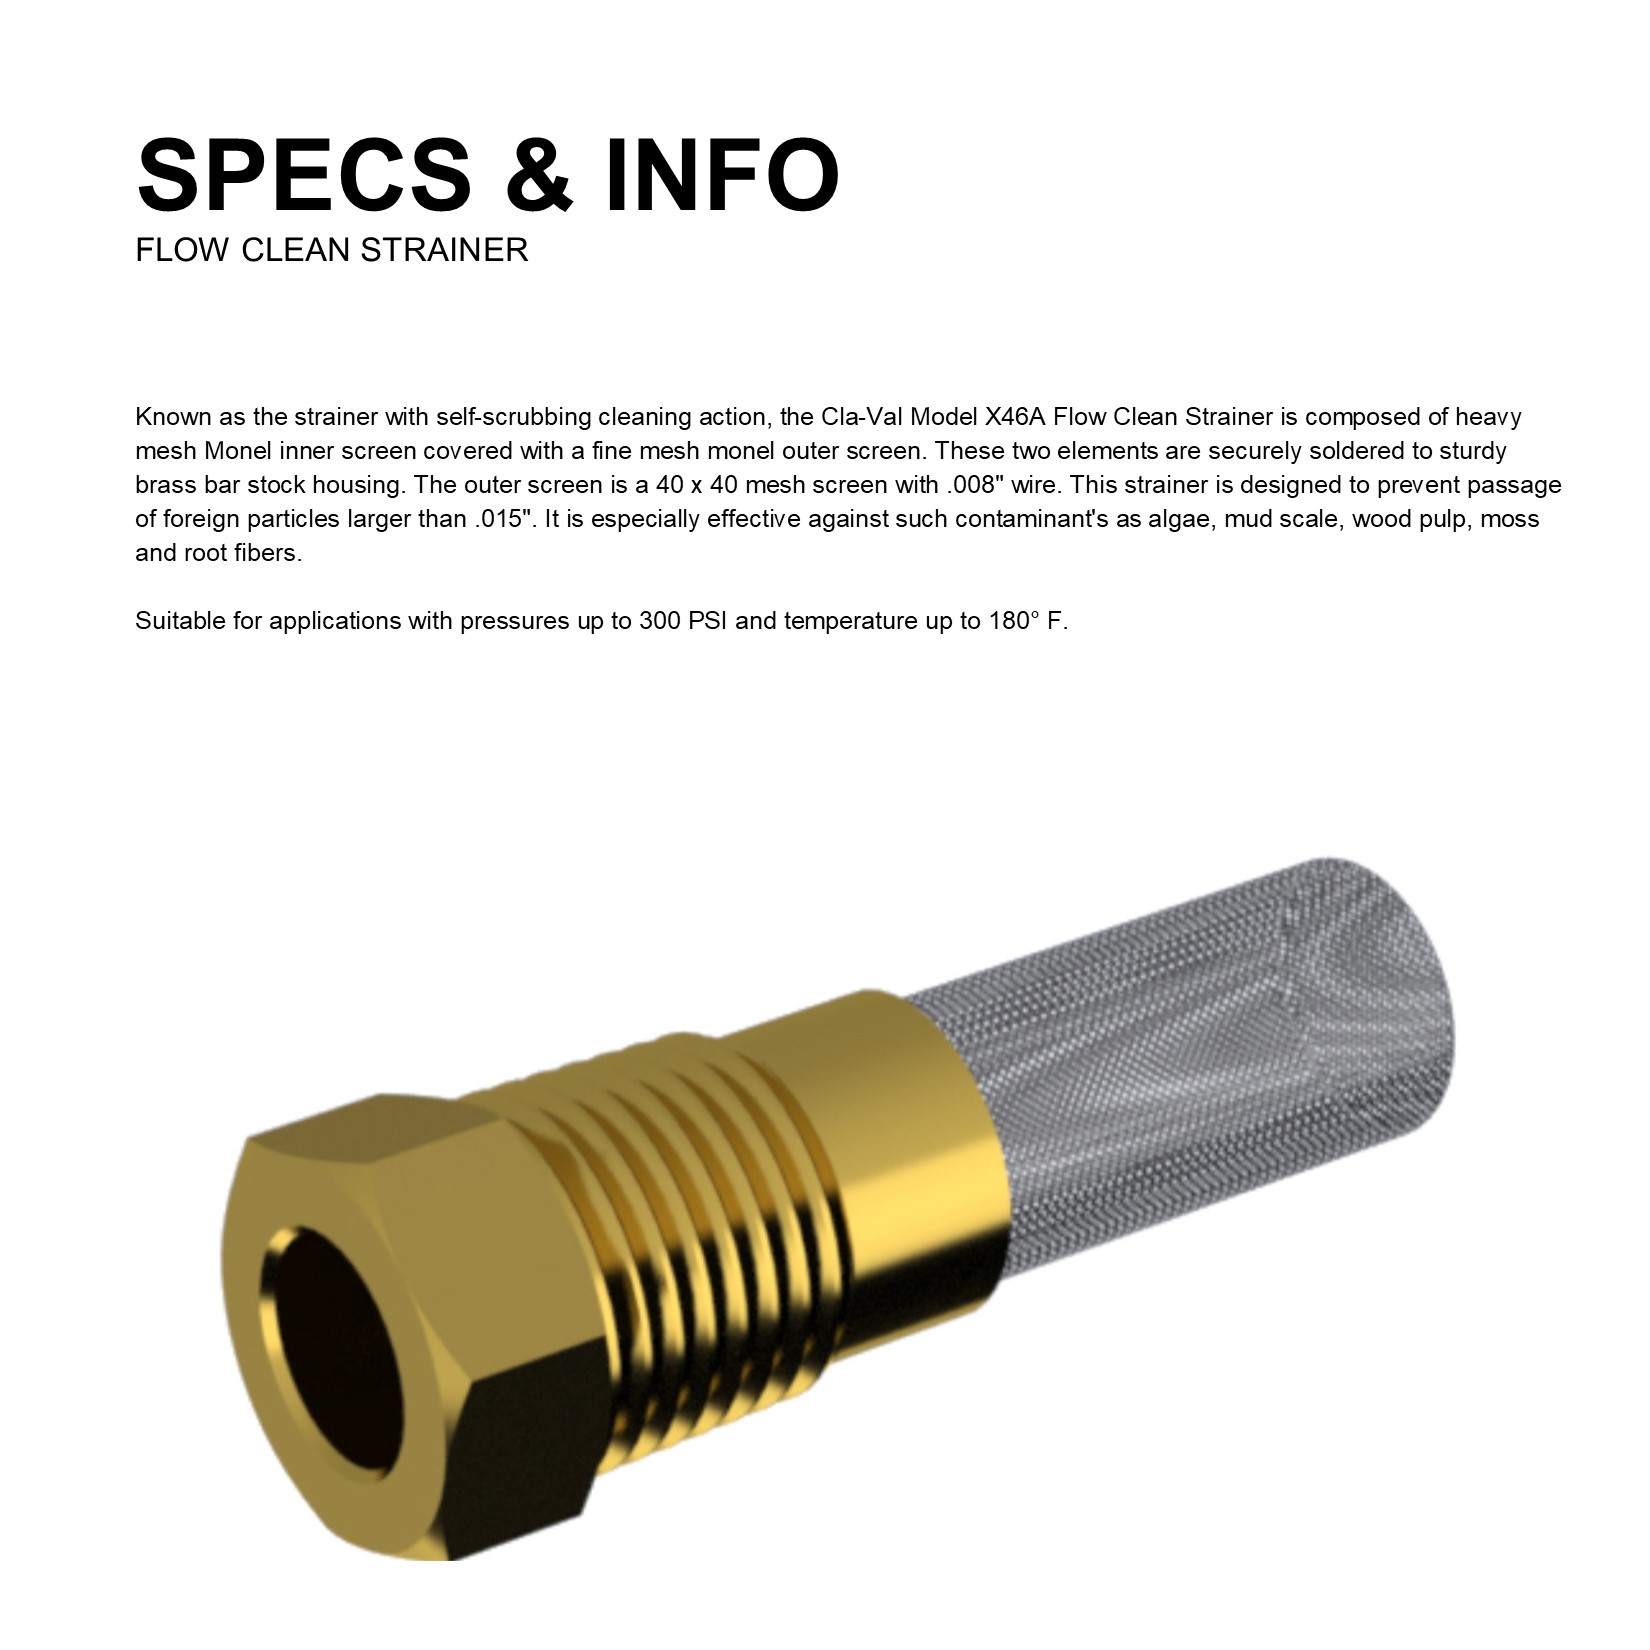 SPECS & INFO
FLOW CLEAN STRAINER
Known as the strainer with self-scrubbing cleaning action, the Cla-Val Model X46A Flow Clean Strainer is composed of heavy
mesh Monel inner screen covered with a fine mesh monel outer screen. These two elements are securely soldered to sturdy
brass bar stock housing. The outer screen is a 40 x 40 mesh screen with .008" wire. This strainer is designed to prevent passage
of foreign particles larger than .015". It is especially effective against such contaminant's as algae, mud scale, wood pulp, moss
and root fibers.
Suitable for applications with pressures up to 300 PSI and temperature up to 180° F.